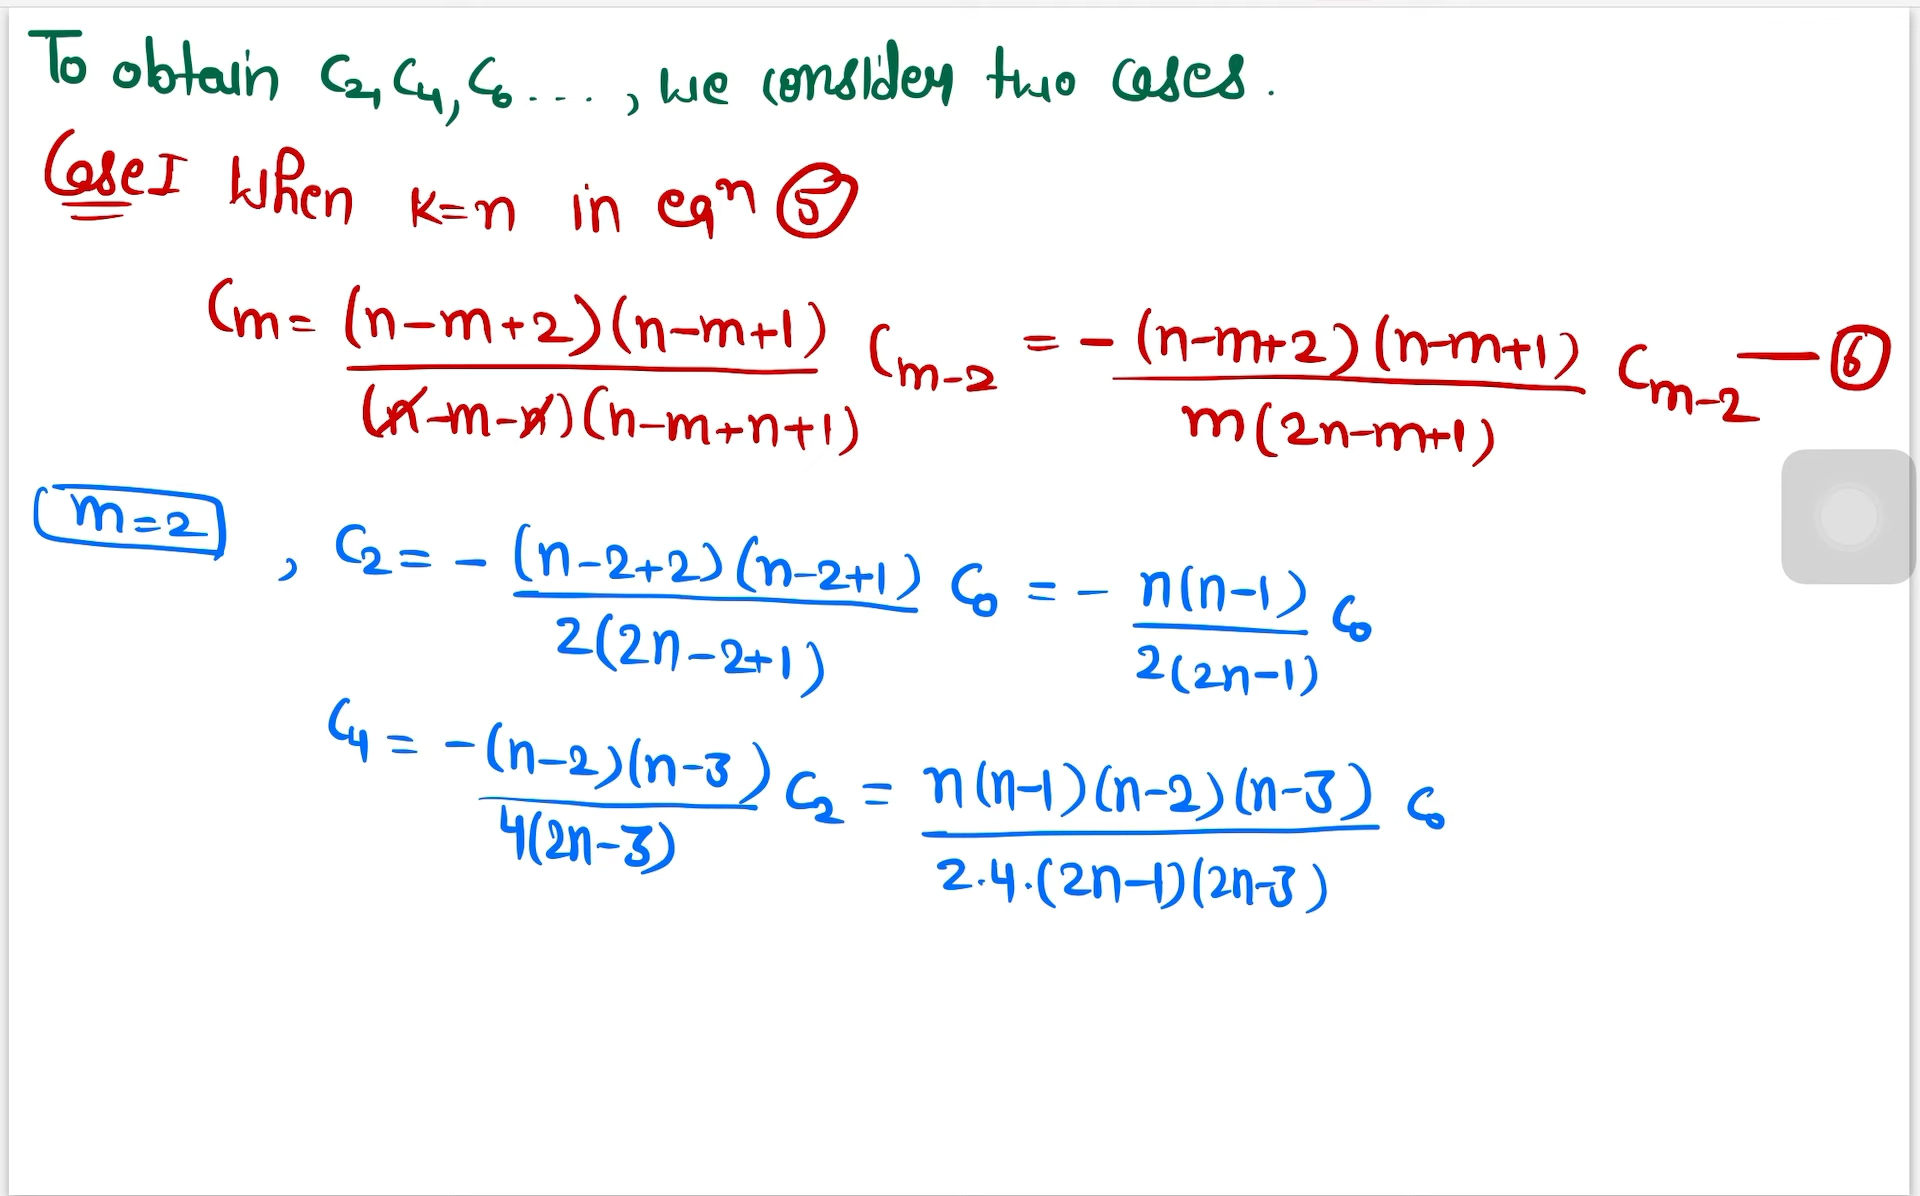 To obtain C₂, C₄, C₆ ..., we consider two cases.
Case I When k=n in eqⁿ ⑤
Cm = (n-m+2)(n-m+1) / (n-m-n)(n-m+n+1) Cm-2 = - (n-m+2)(n-m+1) / m(2n-m+1) Cm-2 — ⑥
m=2 , C₂ = - (n-2+2)(n-2+1) / 2(2n-2+1) C₀ = - n(n-1) / 2(2n-1) C₀
C₄ = -(n-2)(n-3) / 4(2n-3) C₂ = n(n-1)(n-2)(n-3) / 2.4.(2n-1)(2n-3) C₀